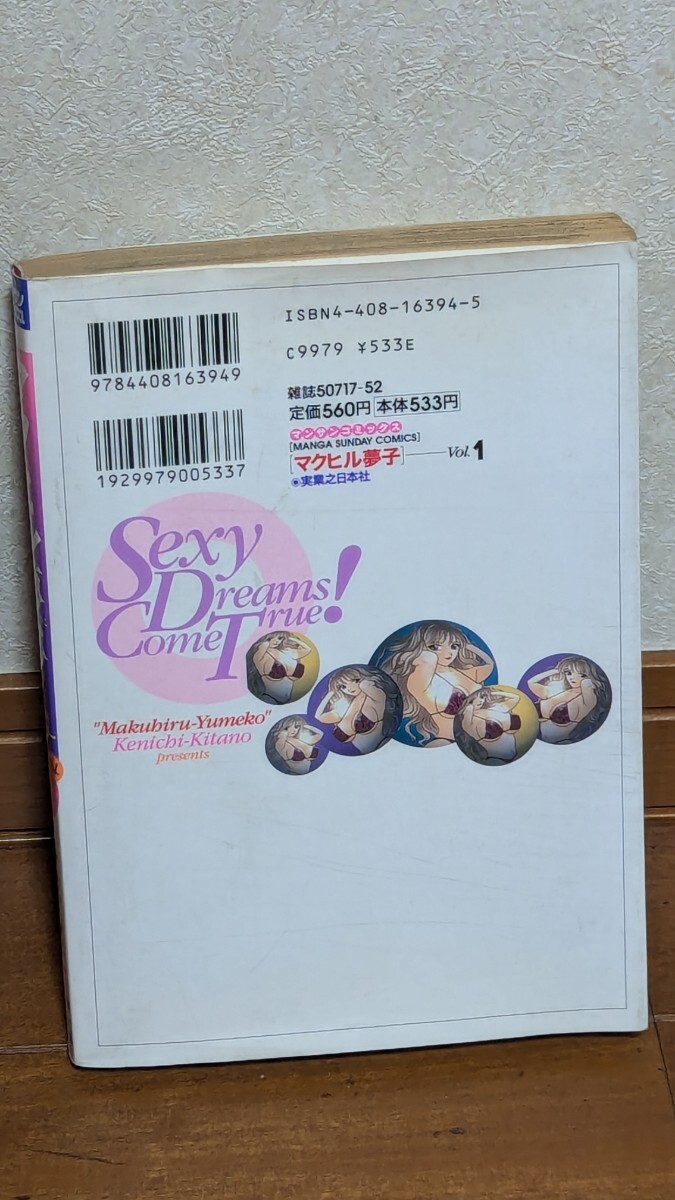 ISBN4-408-16394-5
C9979 ¥533E
9784408163949
1929979005337
雑誌50717-52
定価560円 本体533円
マンサンコミックス
[MANGA SUNDAY COMICS]
[マクヒル夢子]—Vol.1
●実業之日本社
Sexy
Dreams!
Come True!
"Makuhiru-Yumeko"
Kenichi-Kitano
presents